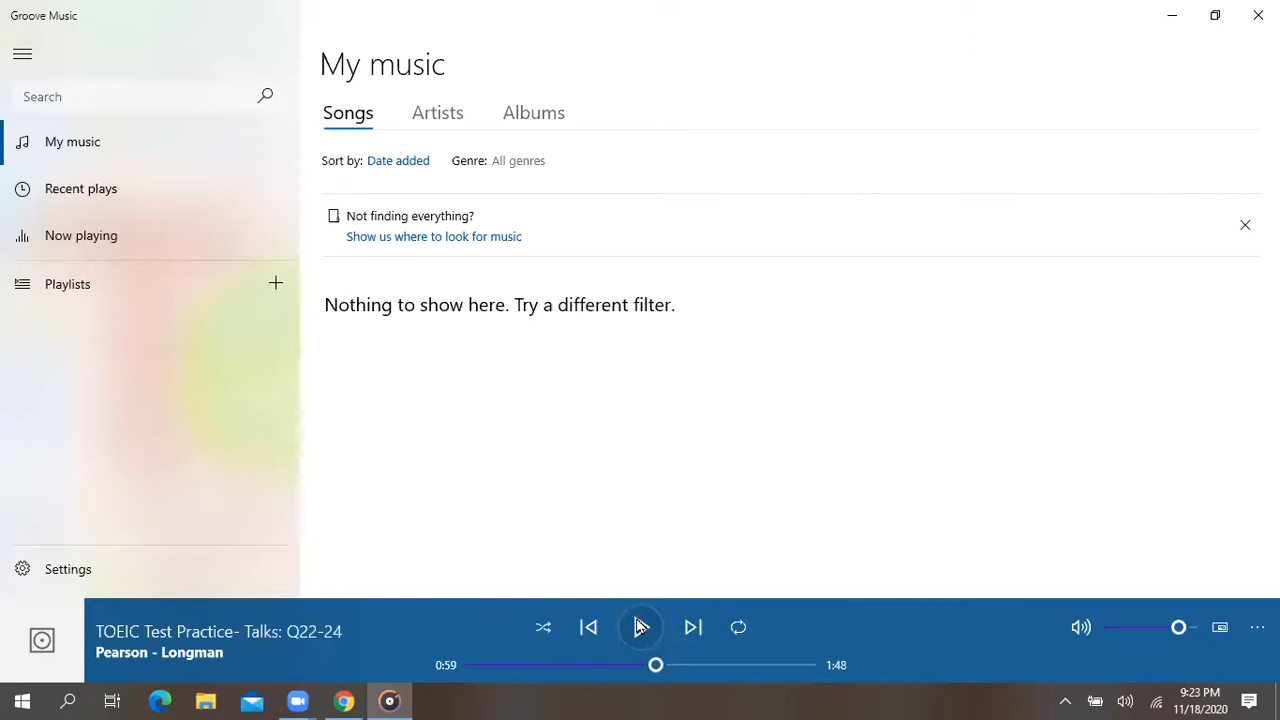 Groove Music
Search
My music
Recent plays
Now playing
Playlists
Settings
My music
Songs Artists Albums
Sort by: Date added Genre: All genres
Not finding everything?
Show us where to look for music
Nothing to show here. Try a different filter.
TOEIC Test Practice- Talks: Q22-24
Pearson - Longman
0:59 1:48
9:23 PM
11/18/2020